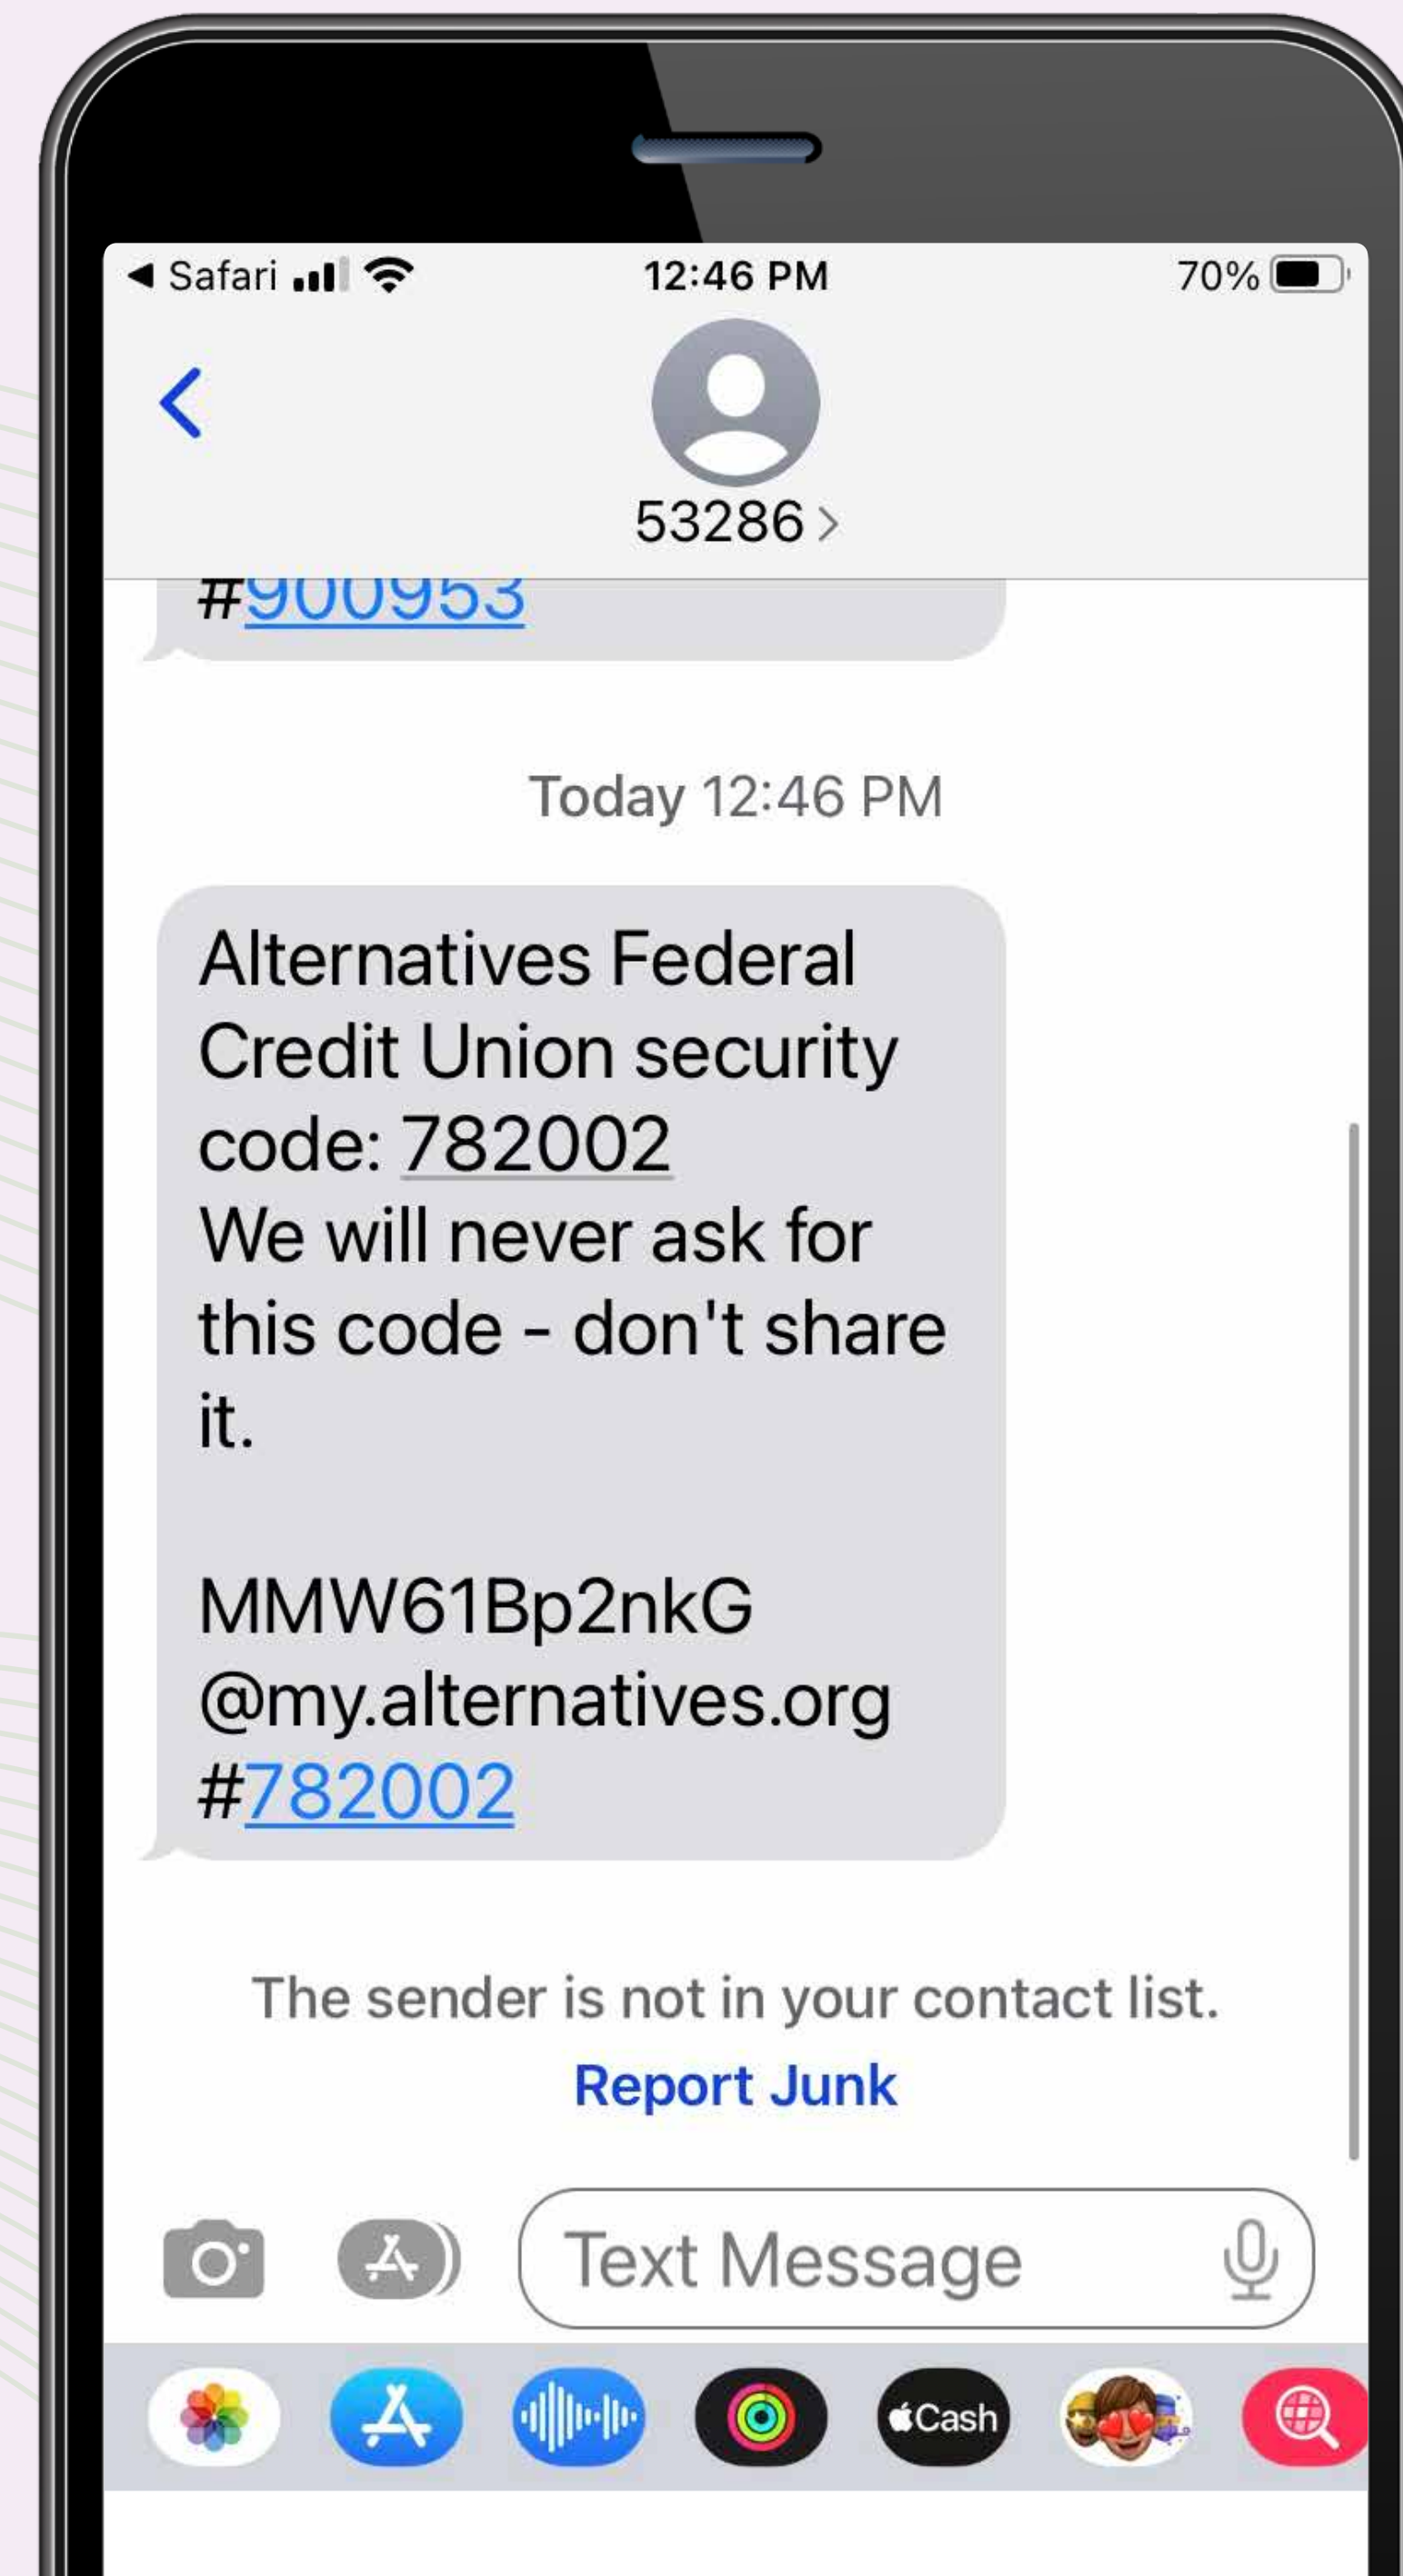 Safari
12:46 PM
70%
53286
#900953
Today 12:46 PM
Alternatives Federal
Credit Union security
code: 782002
We will never ask for
this code - don't share
it.
MMW61Bp2nkG
@my.alternatives.org
#782002
The sender is not in your contact list.
Report Junk
Text Message
Cash